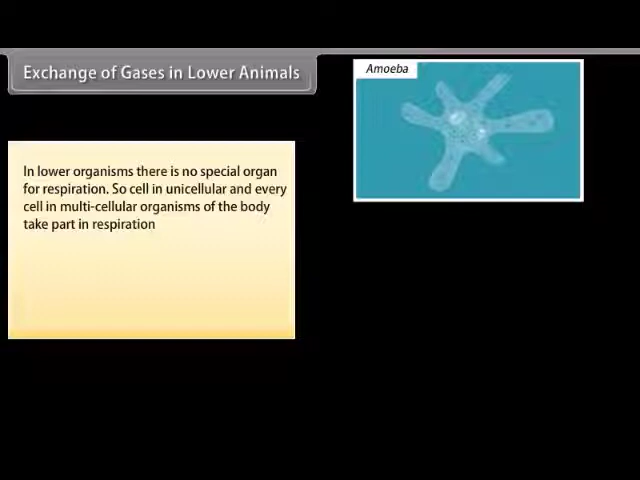 Exchange of Gases in Lower Animals
Amoeba
In lower organisms there is no special organ
for respiration. So cell in unicellular and every
cell in multi-cellular organisms of the body
take part in respiration